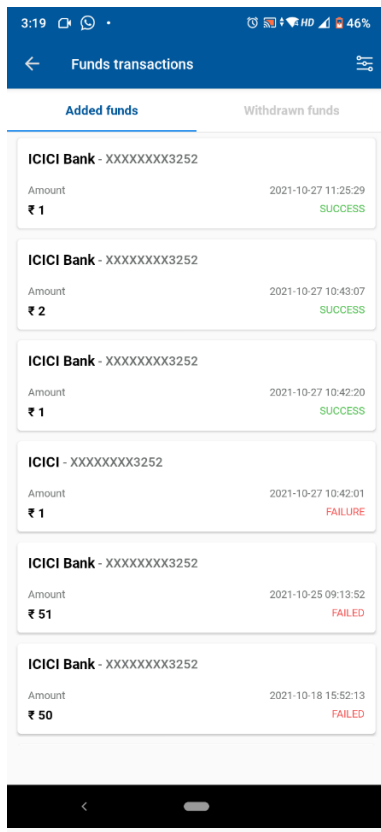 3:19 HD 46%
Funds transactions
Added funds Withdrawn funds
ICICI Bank - XXXXXXXX3252
Amount 2021-10-27 11:25:29
₹ 1 SUCCESS
ICICI Bank - XXXXXXXX3252
Amount 2021-10-27 10:43:07
₹ 2 SUCCESS
ICICI Bank - XXXXXXXX3252
Amount 2021-10-27 10:42:20
₹ 1 SUCCESS
ICICI - XXXXXXXX3252
Amount 2021-10-27 10:42:01
₹ 1 FAILURE
ICICI Bank - XXXXXXXX3252
Amount 2021-10-25 09:13:52
₹ 51 FAILED
ICICI Bank - XXXXXXXX3252
Amount 2021-10-18 15:52:13
₹ 50 FAILED